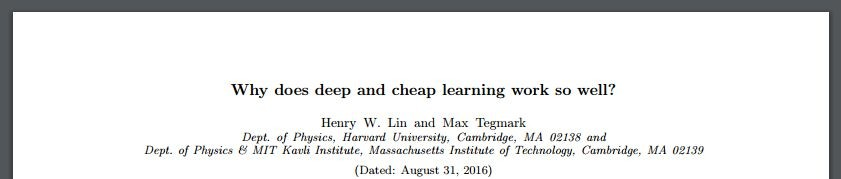 Why does deep and cheap learning work so well?
Henry W. Lin and Max Tegmark
Dept. of Physics, Harvard University, Cambridge, MA 02138 and
Dept. of Physics & MIT Kavli Institute, Massachusetts Institute of Technology, Cambridge, MA 02139
(Dated: August 31, 2016)